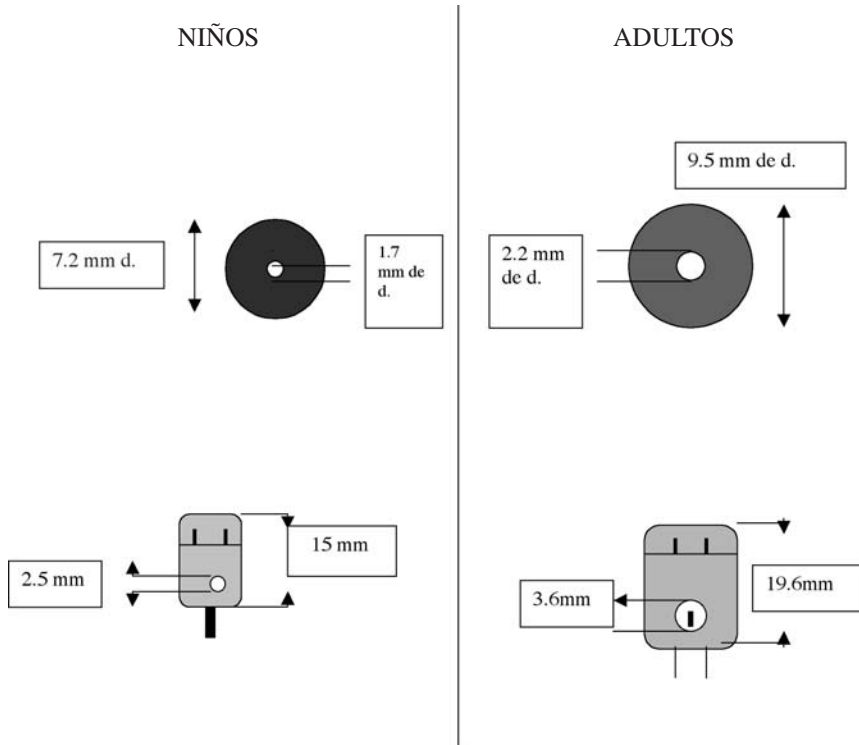 NIÑOS
ADULTOS
9.5 mm de d.
7.2 mm d.
1.7
mm de
d.
2.2 mm
de d.
2.5 mm
15 mm
3.6mm
19.6mm